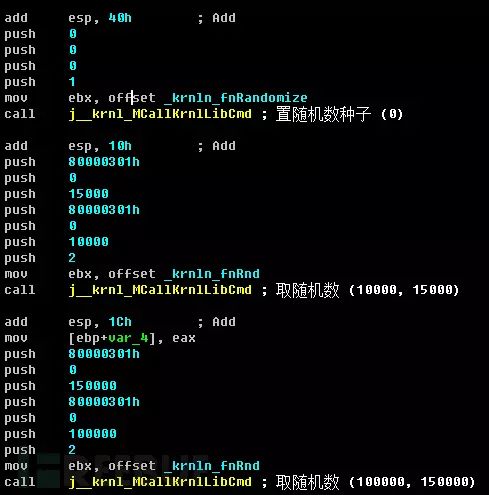 add esp, 40h ; Add
push 0
push 0
push 0
push 1
mov ebx, offset _krnln_fnRandomize
call j__krnl_MCallKrnlLibCmd ; 置随机数种子 (0)
add esp, 10h ; Add
push 80000301h
push 0
push 15000
push 80000301h
push 0
push 10000
push 2
mov ebx, offset _krnln_fnRnd
call j__krnl_MCallKrnlLibCmd ; 取随机数 (10000, 15000)
add esp, 1Ch ; Add
mov [ebp+var_4], eax
push 80000301h
push 0
push 150000
push 80000301h
push 0
push 100000
push 2
mov ebx, offset _krnln_fnRnd
call j__krnl_MCallKrnlLibCmd ; 取随机数 (100000, 150000)